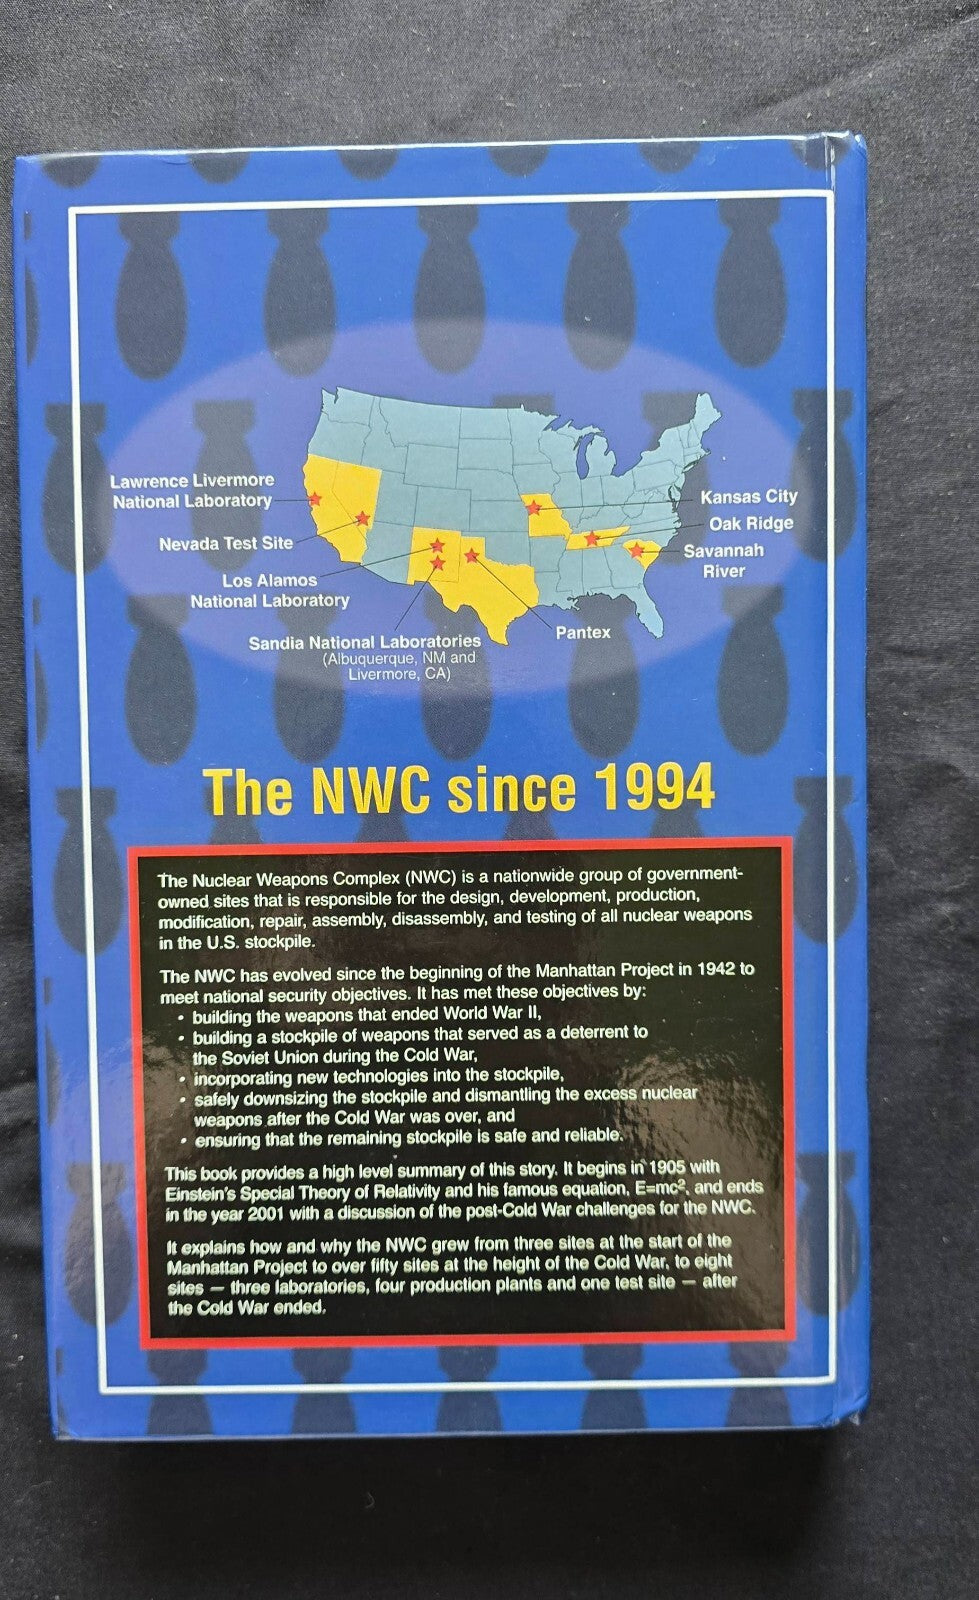 Lawrence Livermore
National Laboratory
Nevada Test Site
Los Alamos
National Laboratory
Sandia National Laboratories
(Albuquerque, NM and
Livermore, CA)
Kansas City
Oak Ridge
Savannah
River
Pantex
The NWC since 1994
The Nuclear Weapons Complex (NWC) is a nationwide group of government-
owned sites that is responsible for the design, development, production,
modification, repair, assembly, disassembly, and testing of all nuclear weapons
in the U.S. stockpile.
The NWC has evolved since the beginning of the Manhattan Project in 1942 to
meet national security objectives. It has met these objectives by:
• building the weapons that ended World War II,
• building a stockpile of weapons that served as a deterrent to
the Soviet Union during the Cold War,
• incorporating new technologies into the stockpile,
• safely downsizing the stockpile and dismantling the excess nuclear
weapons after the Cold War was over, and
• ensuring that the remaining stockpile is safe and reliable.
This book provides a high level summary of this story. It begins in 1905 with
Einstein's Special Theory of Relativity and his famous equation, E=mc², and ends
in the year 2001 with a discussion of the post-Cold War challenges for the NWC.
It explains how and why the NWC grew from three sites at the start of the
Manhattan Project to over fifty sites at the height of the Cold War, to eight
sites — three laboratories, four production plants and one test site — after
the Cold War ended.